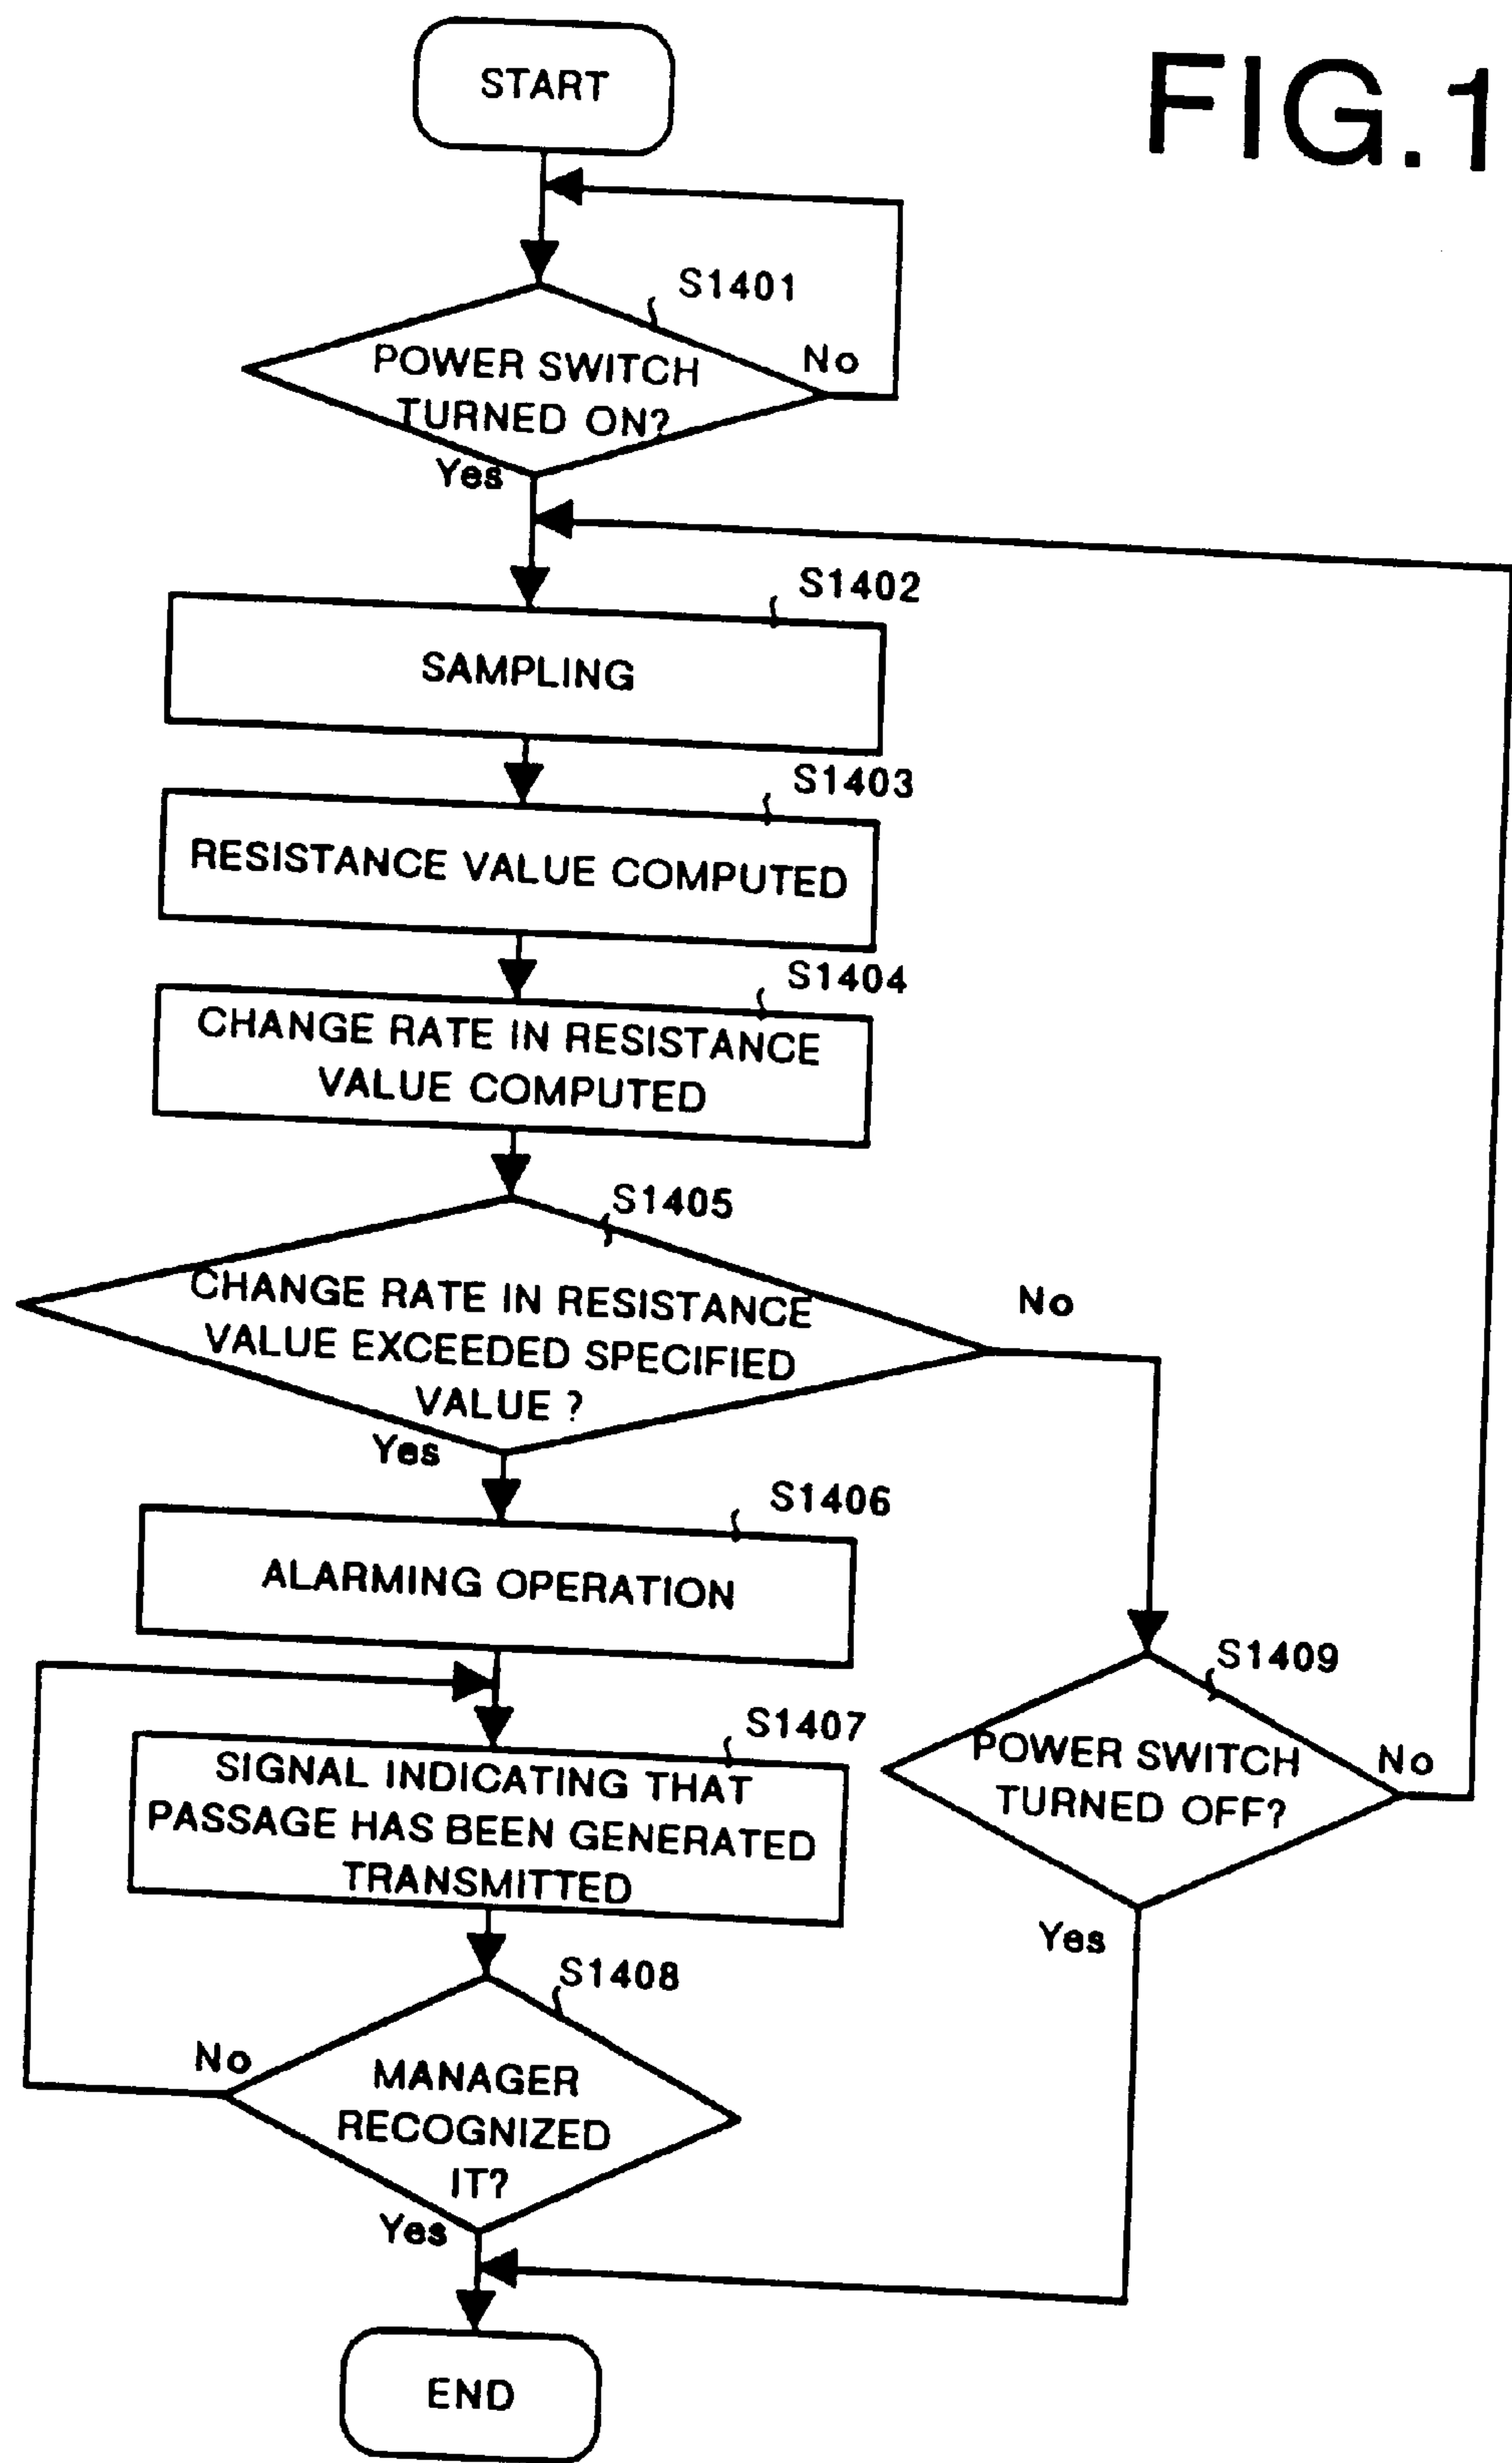 START
FIG.1
S1401
POWER SWITCH
TURNED ON?
No
Yes
S1402
SAMPLING
S1403
RESISTANCE VALUE COMPUTED
S1404
CHANGE RATE IN RESISTANCE
VALUE COMPUTED
S1405
CHANGE RATE IN RESISTANCE
VALUE EXCEEDED SPECIFIED
VALUE ?
No
Yes
S1406
ALARMING OPERATION
S1407
SIGNAL INDICATING THAT
PASSAGE HAS BEEN GENERATED
TRANSMITTED
S1409
POWER SWITCH
TURNED OFF?
No
Yes
S1408
MANAGER
RECOGNIZED
IT?
No
Yes
END